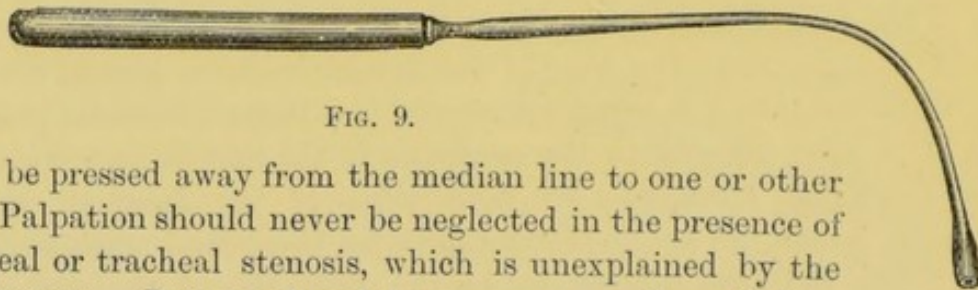 FIG. 9.
be pressed away from the median line to one or other
Palpation should never be neglected in the presence of
eal or tracheal stenosis, which is unexplained by the